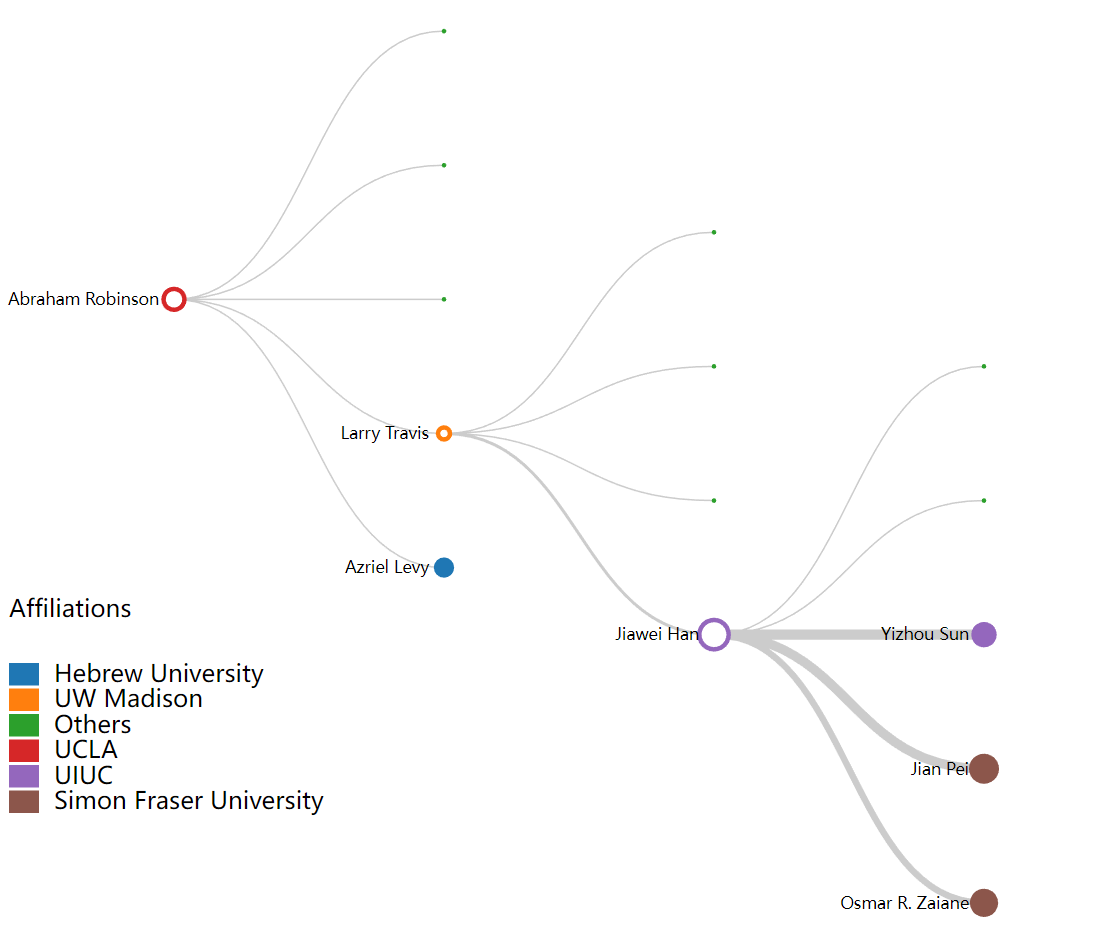 Abraham Robinson
Larry Travis
Azriel Levy
Jiawei Han
Yizhou Sun
Jian Pei
Osmar R. Zaiane
Affiliations
Hebrew University
UW Madison
Others
UCLA
UIUC
Simon Fraser University